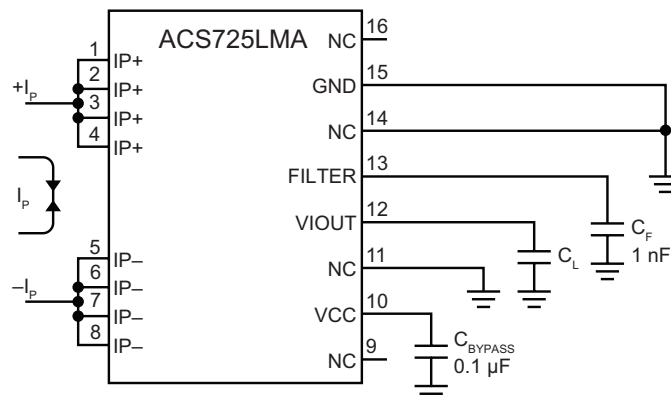 ACS725LMA
1 IP+
2 IP+
3 IP+
4 IP+
+IP
IP
5 IP–
6 IP–
7 IP–
8 IP–
–IP
NC 16
GND 15
NC 14
FILTER 13
VIOUT 12
NC 11
VCC 10
NC 9
CF
1 nF
CL
CBYPASS
0.1 µF